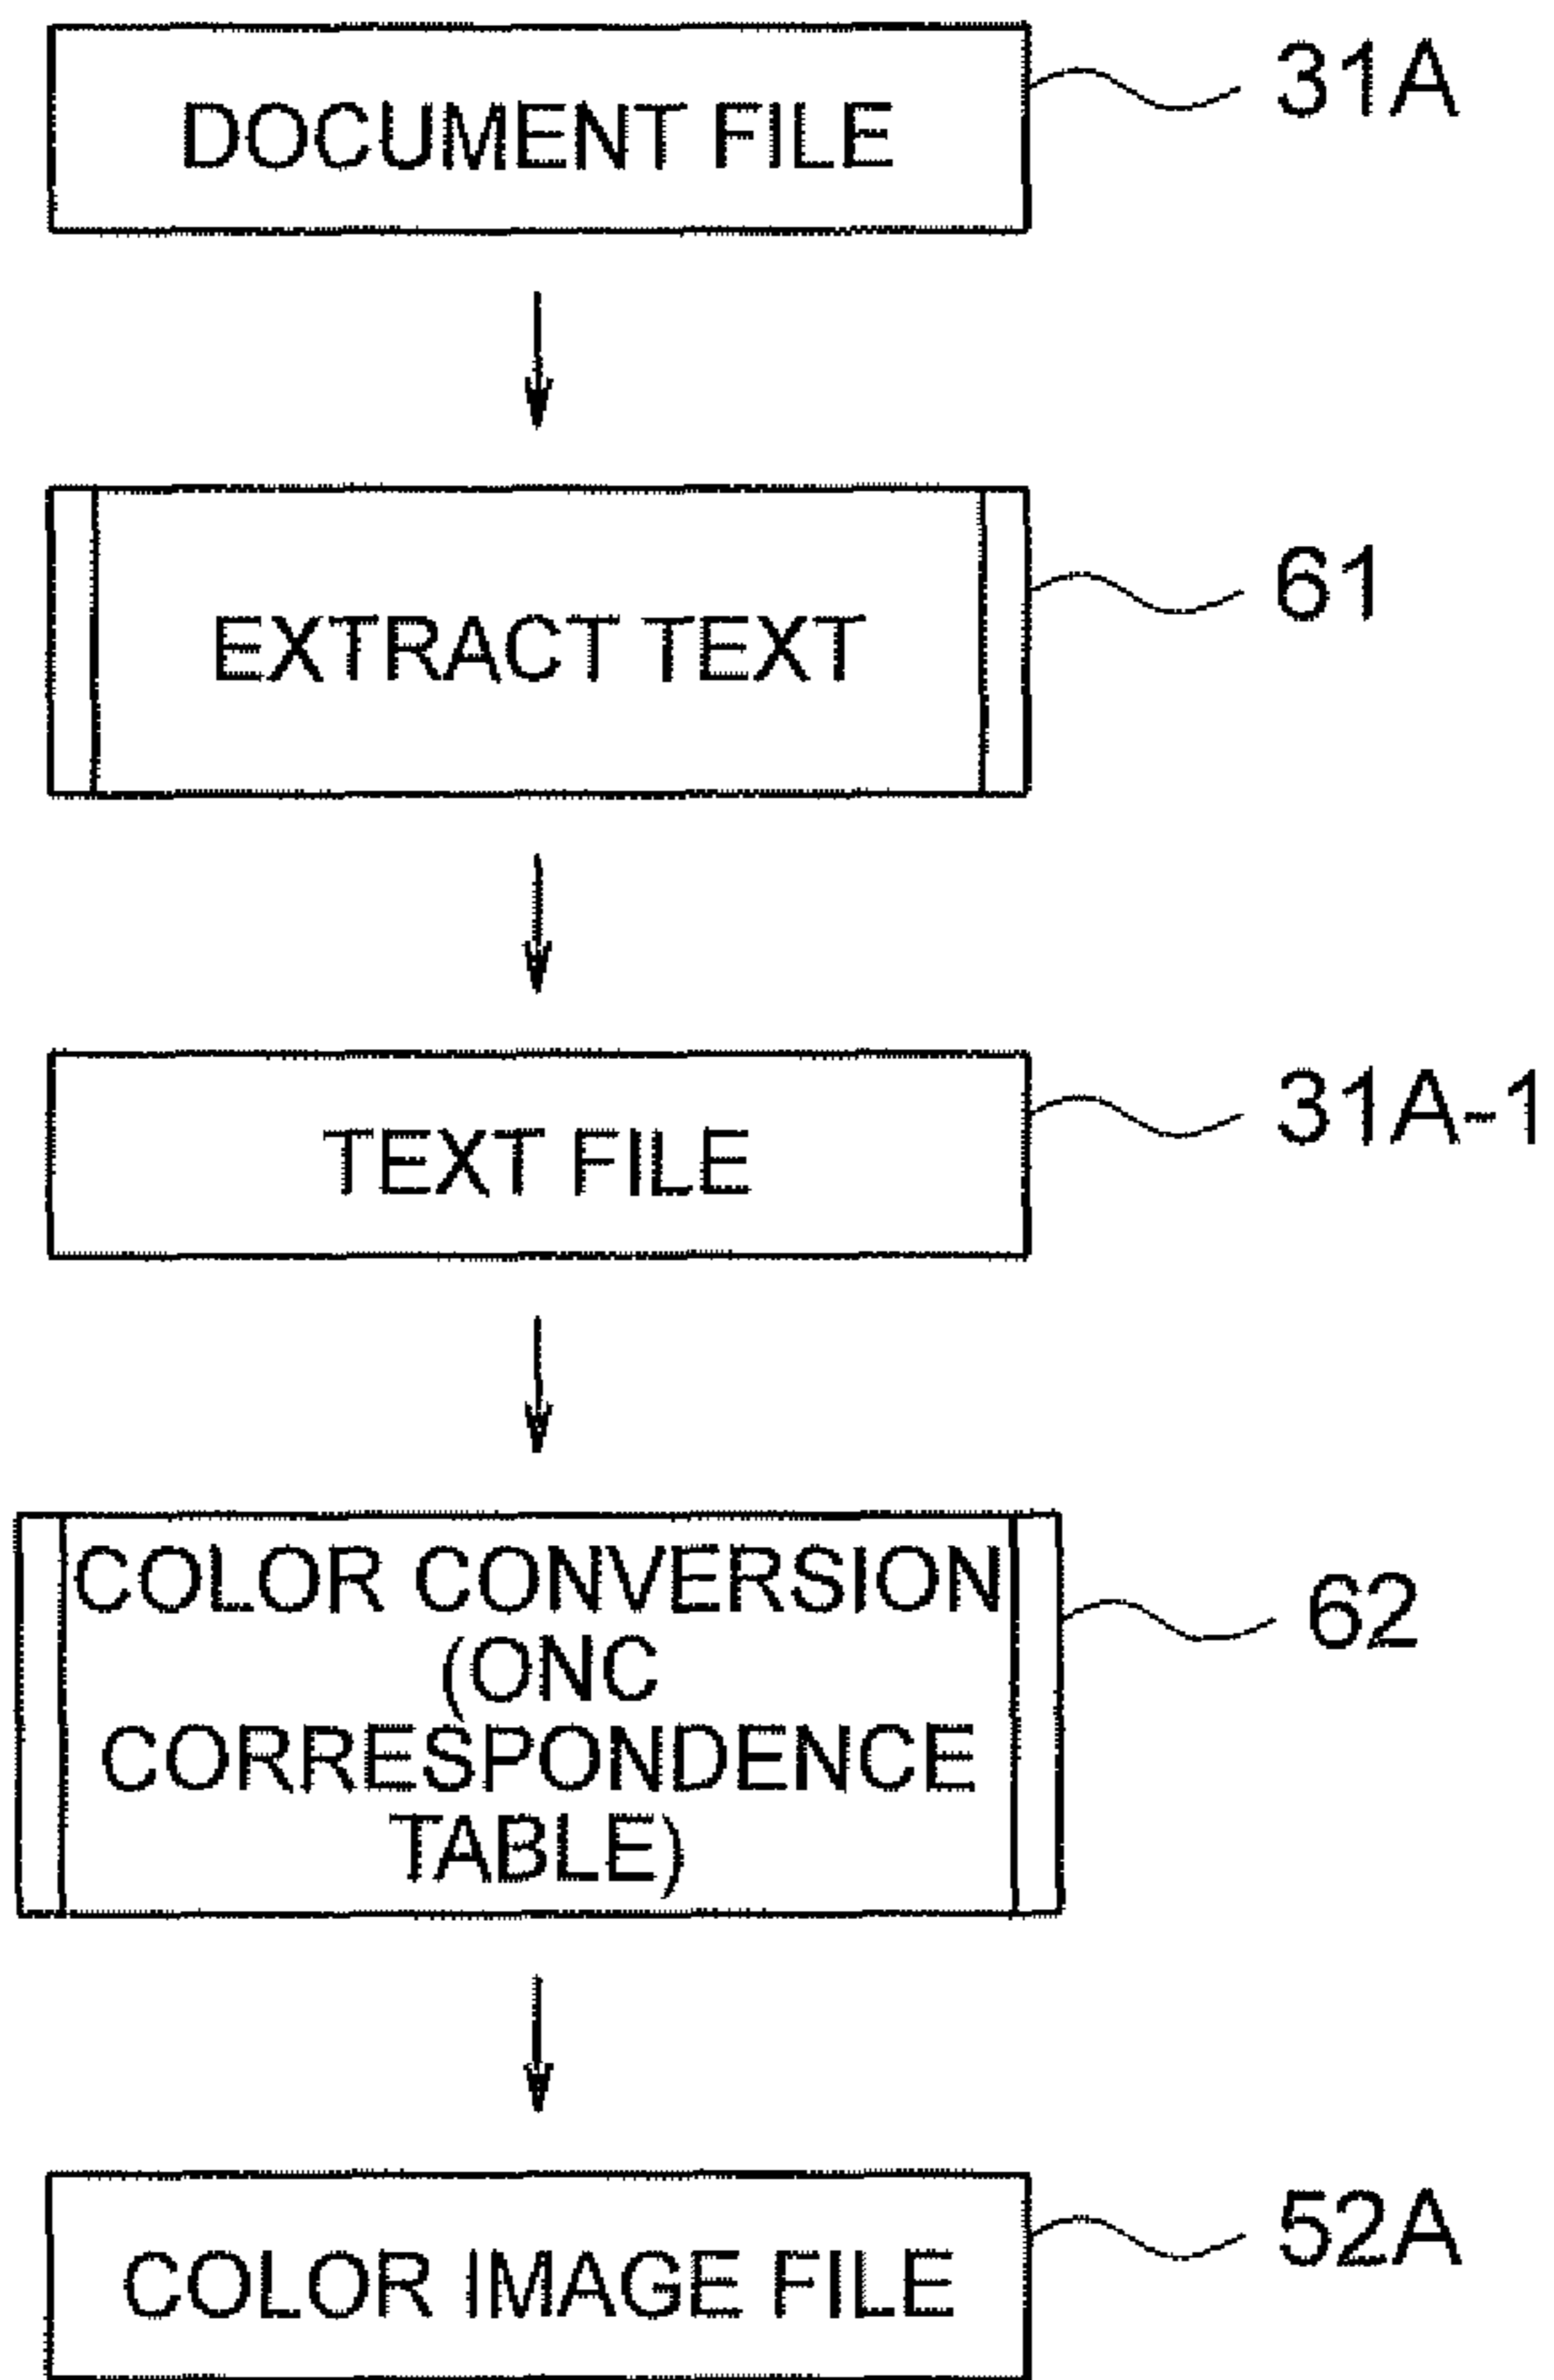 DOCUMENT FILE
31A
EXTRACT TEXT
61
TEXT FILE
31A-1
COLOR CONVERSION
(ONC
CORRESPONDENCE
TABLE)
62
COLOR IMAGE FILE
52A